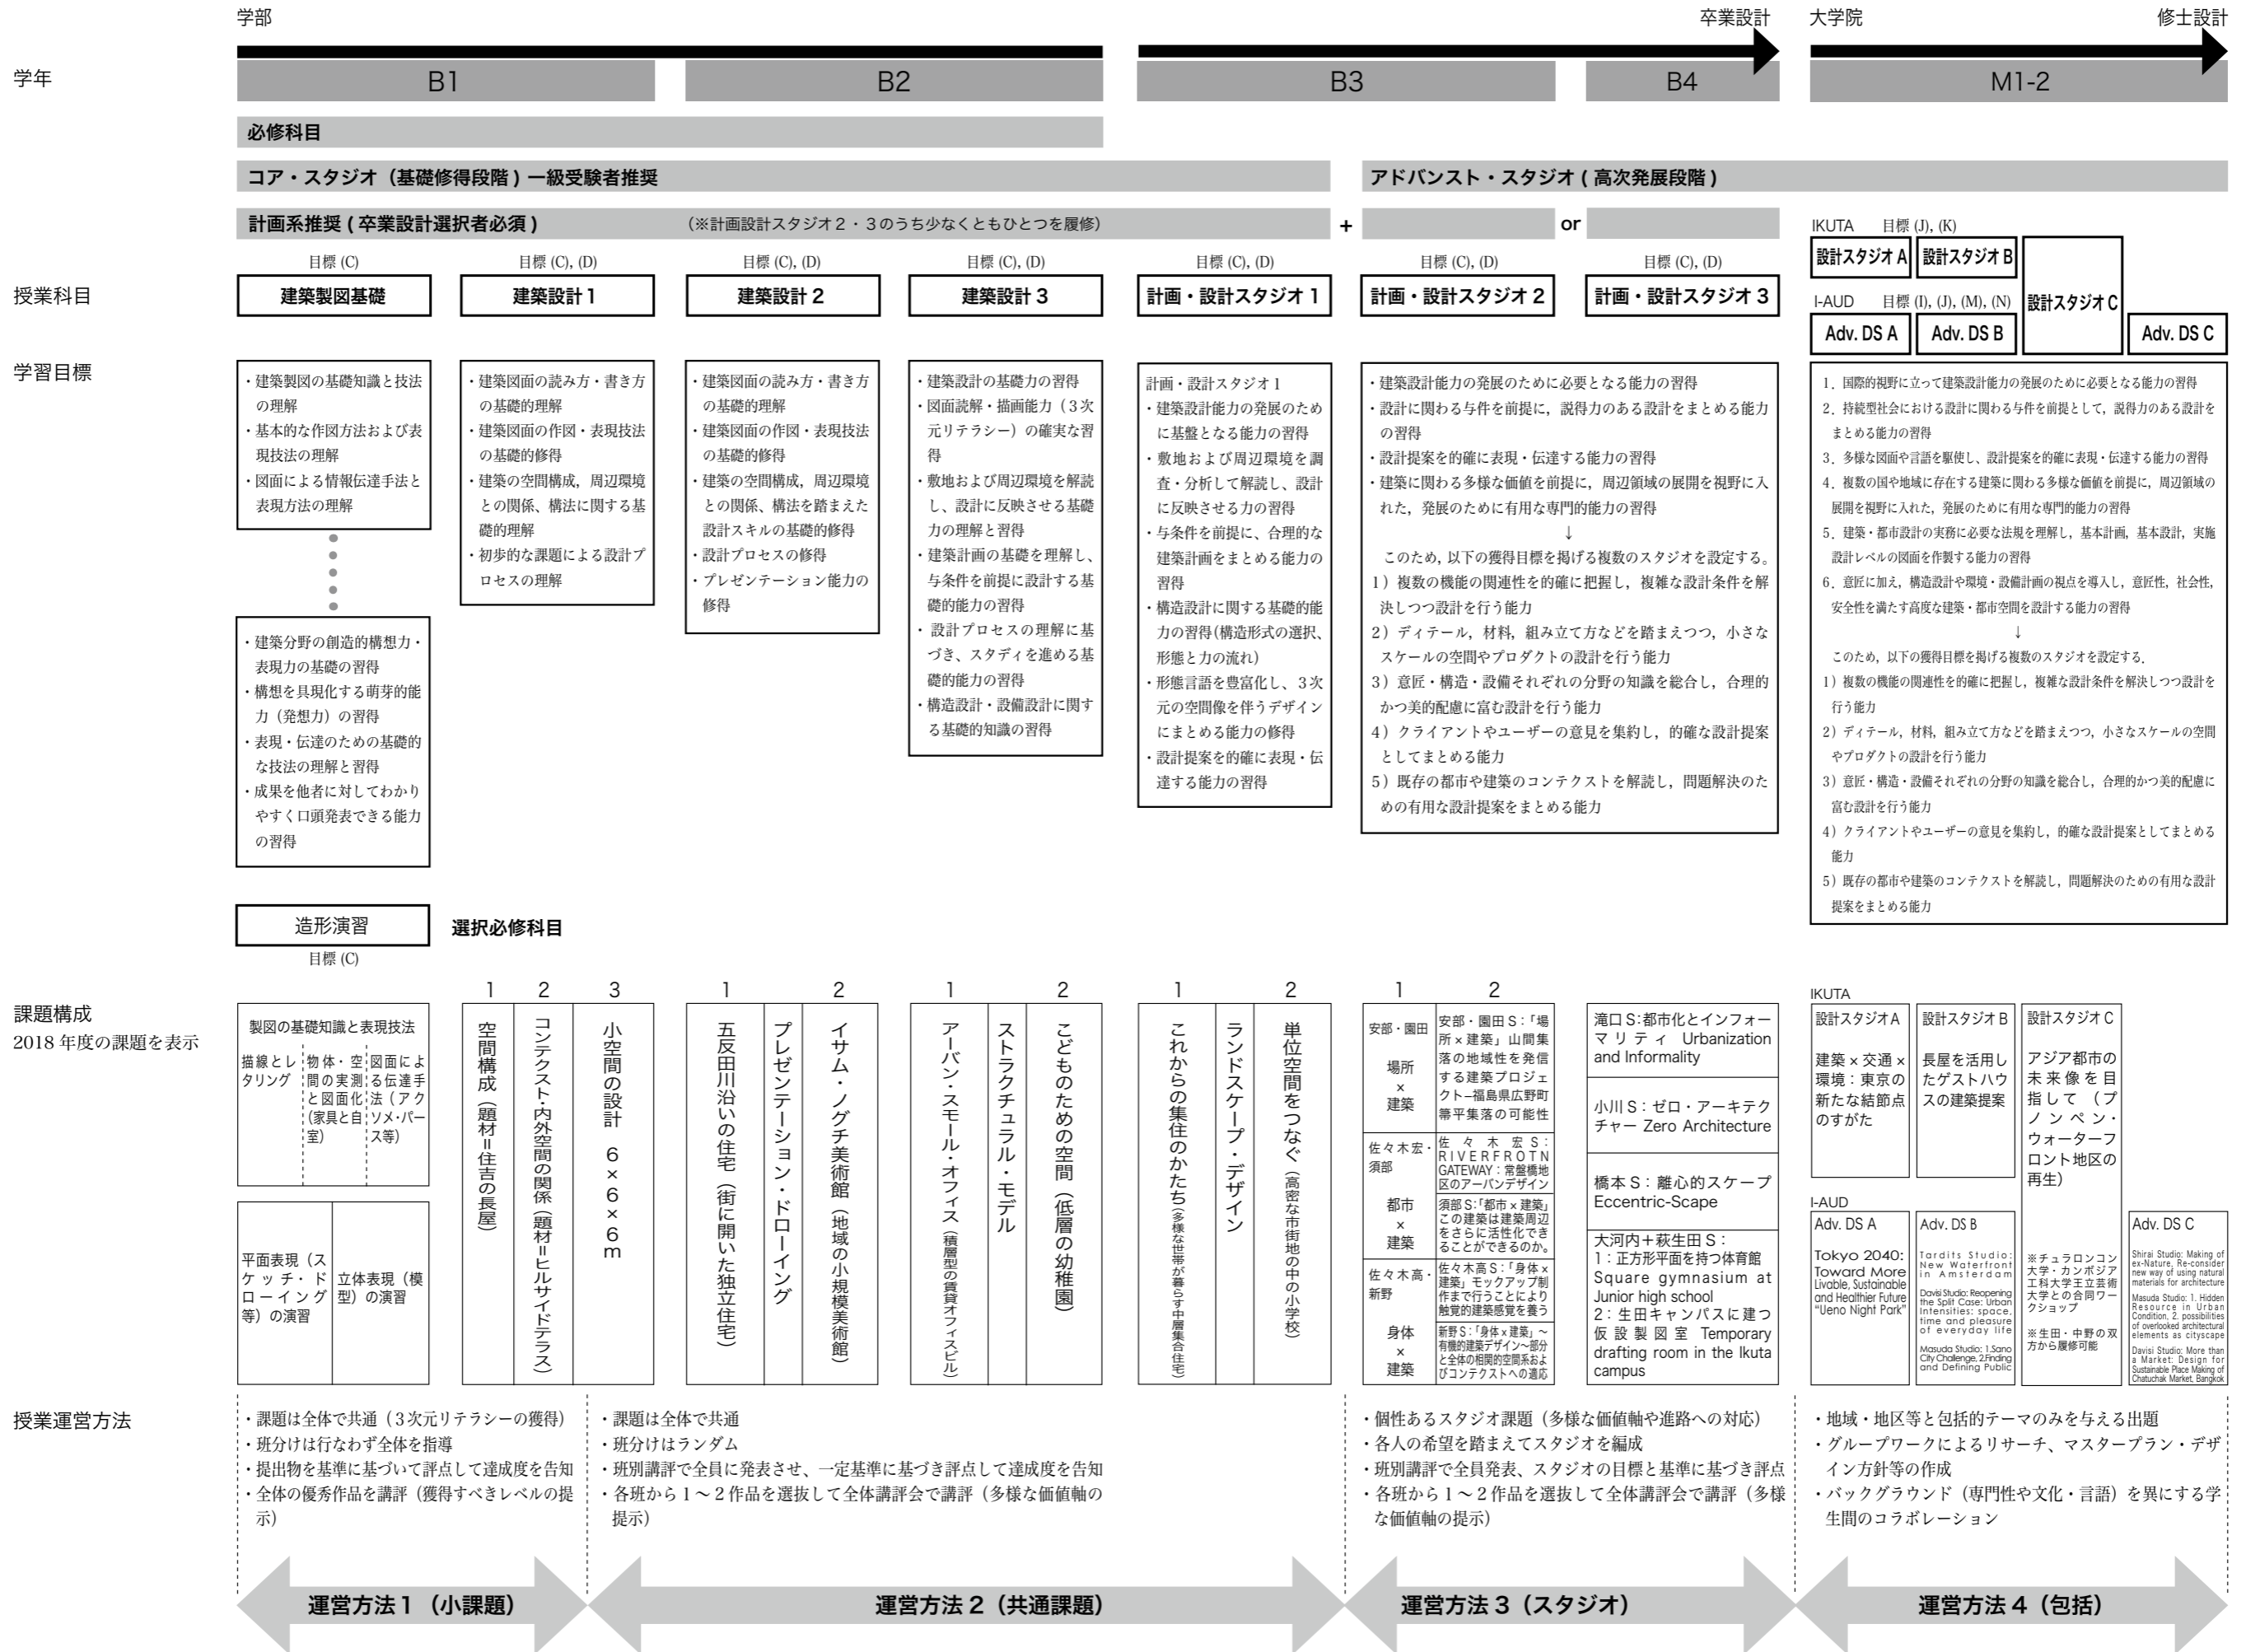 学部
卒業設計
大学院
修士設計
学年
B1
B2
B3
B4
M1-2
必修科目
コア・スタジオ（基礎修得段階）一級受験者推奨
アドバンスト・スタジオ（高次発展段階）
計画系推奨（卒業設計選択者必須）
（※計画設計スタジオ２・３のうち少なくともひとつを履修）
+
or
授業科目
目標 (C)
建築製図基礎
目標 (C), (D)
建築設計 1
目標 (C), (D)
建築設計 2
目標 (C), (D)
建築設計 3
目標 (C), (D)
計画・設計スタジオ 1
目標 (C), (D)
計画・設計スタジオ 2
目標 (C), (D)
計画・設計スタジオ 3
IKUTA　目標 (J), (K)
設計スタジオ A
設計スタジオ B
設計スタジオ C
I-AUD　目標 (I), (J), (M), (N)
Adv. DS A
Adv. DS B
Adv. DS C
学習目標
・建築製図の基礎知識と技法
の理解
・基本的な作図方法および表
現技法の理解
・図面による情報伝達手法と
表現方法の理解
・建築分野の創造的構想力・
表現力の基礎の習得
・構想を具現化する萌芽的能
力（発想力）の習得
・表現・伝達のための基礎的
な技法の理解と習得
・成果を他者に対してわかり
やすく口頭発表できる能力
の習得
・建築図面の読み方・書き方
の基礎的理解
・建築図面の作図・表現技法
の基礎的修得
・建築の空間構成，周辺環境
との関係、構法に関する基
礎的理解
・初歩的な課題による設計プ
ロセスの理解
・建築図面の読み方・書き方
の基礎的理解
・建築図面の作図・表現技法
の基礎的修得
・建築の空間構成，周辺環境
との関係、構法を踏まえた
設計スキルの基礎的修得
・設計プロセスの修得
・プレゼンテーション能力の
修得
・建築設計の基礎力の習得
・図面読解・描画能力（３次
元リテラシー）の確実な習
得
・敷地および周辺環境を解読
し、設計に反映させる基礎
力の理解と習得
・建築計画の基礎を理解し、
与条件を前提に設計する基
礎的能力の習得
・設計プロセスの理解に基
づき、スタディを進める基
礎的能力の習得
・構造設計・設備設計に関す
る基礎的知識の習得
計画・設計スタジオ 1
・建築設計能力の発展のため
に基盤となる能力の習得
・敷地および周辺環境を調
査・分析して解読し、設計
に反映させる力の習得
・与条件を前提に、合理的な
建築計画をまとめる能力の
習得
・構造設計に関する基礎的能
力の習得（構造形式の選択、
形態と力の流れ）
・形態言語を豊富化し、３次
元の空間像を伴うデザイン
にまとめる能力の修得
・設計提案を的確に表現・伝
達する能力の習得
・建築設計能力の発展のために必要となる能力の習得
・設計に関わる与件を前提に，説得力のある設計をまとめる能力
の習得
・設計提案を的確に表現・伝達する能力の習得
・建築に関わる多様な価値を前提に，周辺領域の展開を視野に入
れた，発展のために有用な専門的能力の習得
↓
このため，以下の獲得目標を掲げる複数のスタジオを設定する。
1）複数の機能の関連性を的確に把握し，複雑な設計条件を解
決しつつ設計を行う能力
2）ディテール，材料，組み立て方などを踏まえつつ，小さな
スケールの空間やプロダクトの設計を行う能力
3）意匠・構造・設備それぞれの分野の知識を総合し，合理的
かつ美的配慮に富む設計を行う能力
4）クライアントやユーザーの意見を集約し，的確な設計提案
としてまとめる能力
5）既存の都市や建築のコンテクストを解読し，問題解決のた
めの有用な設計提案をまとめる能力
1．国際的視野に立って建築設計能力の発展のために必要となる能力の習得
2．持続型社会における設計に関わる与件を前提として，説得力のある設計を
まとめる能力の習得
3．多様な図面や言語を駆使し、設計提案を的確に表現・伝達する能力の習得
4．複数の国や地域に存在する建築に関わる多様な価値を前提に，周辺領域の
展開を視野に入れた，発展のために有用な専門的能力の習得
5．建築・都市設計の実務に必要な法規を理解し，基本計画，基本設計，実施
設計レベルの図面を作製する能力の習得
6．意匠に加え，構造設計や環境・設備計画の視点を導入し，意匠性，社会性，
安全性を満たす高度な建築・都市空間を設計する能力の習得
↓
このため，以下の獲得目標を掲げる複数のスタジオを設定する．
1）複数の機能の関連性を的確に把握し，複雑な設計条件を解決しつつ設計を
行う能力
2）ディテール，材料，組み立て方などを踏まえつつ，小さなスケールの空間
やプロダクトの設計を行う能力
3）意匠・構造・設備それぞれの分野の知識を総合し，合理的かつ美的配慮に
富む設計を行う能力
4）クライアントやユーザーの意見を集約し，的確な設計提案としてまとめる
能力
5）既存の都市や建築のコンテクストを解読し，問題解決のための有用な設計
提案をまとめる能力
造形演習
目標 (C)
選択必修科目
課題構成
2018 年度の課題を表示
製図の基礎知識と表現技法
描線とレ
タリング
物体・空
間の実測
と図面化
（家具と自
室）
図面によ
る伝達手
法（アク
ソメ・パー
ス等）
平面表現（ス
ケッチ・ド
ローイング
等）の演習
立体表現（模
型）の演習
1
空間構成（題材＝住吉の長屋）
2
コンテクスト・内外空間の関係（題材＝ヒルサイドテラス）
3
小空間の設計　6×6×6m
1
五反田川沿いの住宅（街に開いた独立住宅）
プレゼンテーション・ドローイング
2
イサム・ノグチ美術館（地域の小規模美術館）
1
アーバン・スモール・オフィス（積層型の賃貸オフィスビル）
ストラクチュラル・モデル
2
こどものための空間（低層の幼稚園）
1
これからの集住のかたち（多様な世帯が暮らす中層集合住宅）
ランドスケープ・デザイン
2
単位空間をつなぐ（高密な市街地の中の小学校）
1
安部・園田
場所
×
建築
佐々木宏・
須部
都市
×
建築
佐々木高・
新野
身体
×
建築
2
安部・園田 S：「場
所 × 建築」山間集
落の地域性を発信
する建築プロジェ
クト–福島県広野町
箒平集落の可能性
佐々木宏S：
RIVERFROTN
GATEWAY：常盤橋地
区のアーバンデザイン
須部 S：「都市 × 建築」
この建築は建築周辺
をさらに活性化でき
ることができるのか。
佐々木高 S：「身体 ×
建築」モックアップ制
作まで行うことにより
触覚的建築感覚を養う
新野 S：「身体 x 建築」～
有機的建築デザイン～部分
と全体の相関的空間系およ
びコンテクストへの適応
滝口 S：都市化とインフォー
マリティ Urbanization
and Informality
小川 S：ゼロ・アーキテク
チャー Zero Architecture
橋本 S：離心的スケープ
Eccentric-Scape
大河内＋萩生田 S：
1：正方形平面を持つ体育館
Square gymnasium at
Junior high school
2：生田キャンパスに建つ
仮設製図室 Temporary
drafting room in the Ikuta
campus
IKUTA
設計スタジオ A
建築 × 交通 ×
環境：東京の
新たな結節点
のすがた
設計スタジオ B
長屋を活用し
たゲストハウ
スの建築提案
設計スタジオ C
アジア都市の
未来像を目
指して（プ
ノンペン・
ウォーターフ
ロント地区の
再生）
※チュラロンコン
大学・カンボジア
工科大学王立芸術
大学との合同ワー
クショップ
※生田・中野の双
方から履修可能
I-AUD
Adv. DS A
Tokyo 2040:
Toward More
Livable, Sustainable
and Healthier Future
“Ueno Night Park”
Adv. DS B
Tardits Studio:
New Waterfront
in Amsterdam
Davisi Studio: Reopening
the Split Case: Urban
Intensities: space,
time and pleasure
of everyday life
Masuda Studio: 1.Sano
City Challenge, 2.Finding
and Defining Public
Adv. DS C
Shirai Studio: Making of
ex-Nature, Re-consider
new way of using natural
materials for architecture
Masuda Studio: 1. Hidden
Resource in Urban
Condition, 2. possibilities
of overlooked architectural
elements as cityscape
Davisi Studio: More than
a Market: Design for
Sustainable Place Making of
Chatuchak Market, Bangkok
授業運営方法
・課題は全体で共通（３次元リテラシーの獲得）
・班分けは行なわず全体を指導
・提出物を基準に基づいて評点して達成度を告知
・全体の優秀作品を講評（獲得すべきレベルの提
示）
・課題は全体で共通
・班分けはランダム
・班別講評で全員に発表させ、一定基準に基づき評点して達成度を告知
・各班から１～２作品を選抜して全体講評会で講評（多様な価値軸の
提示）
・個性あるスタジオ課題（多様な価値軸や進路への対応）
・各人の希望を踏まえてスタジオを編成
・班別講評で全員発表、スタジオの目標と基準に基づき評点
・各班から１～２作品を選抜して全体講評会で講評（多様
な価値軸の提示）
・地域・地区等と包括的テーマのみを与える出題
・グループワークによるリサーチ、マスタープラン・デザ
イン方針等の作成
・バックグラウンド（専門性や文化・言語）を異にする学
生間のコラボレーション
運営方法 1（小課題）
運営方法 2（共通課題）
運営方法 3（スタジオ）
運営方法 4（包括）